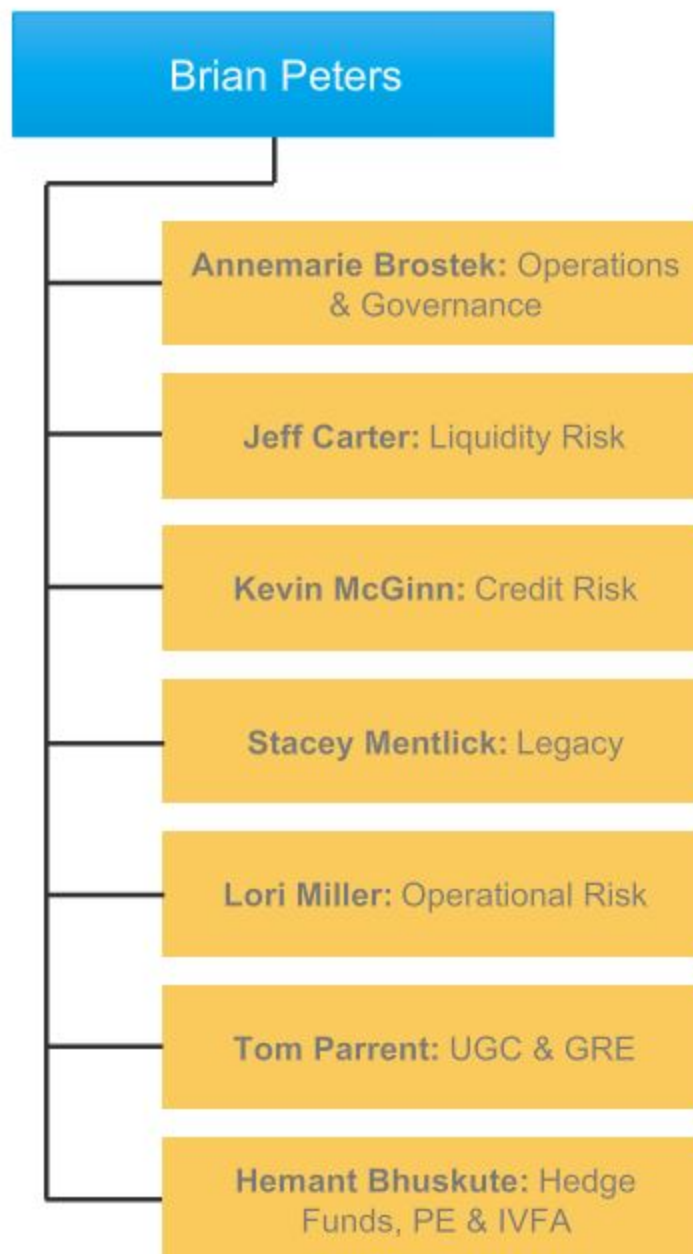 Brian Peters
Annemarie Brostek: Operations
& Governance
Jeff Carter: Liquidity Risk
Kevin McGinn: Credit Risk
Stacey Mentlick: Legacy
Lori Miller: Operational Risk
Tom Parrent: UGC & GRE
Hemant Bhuskute: Hedge
Funds, PE & IVFA